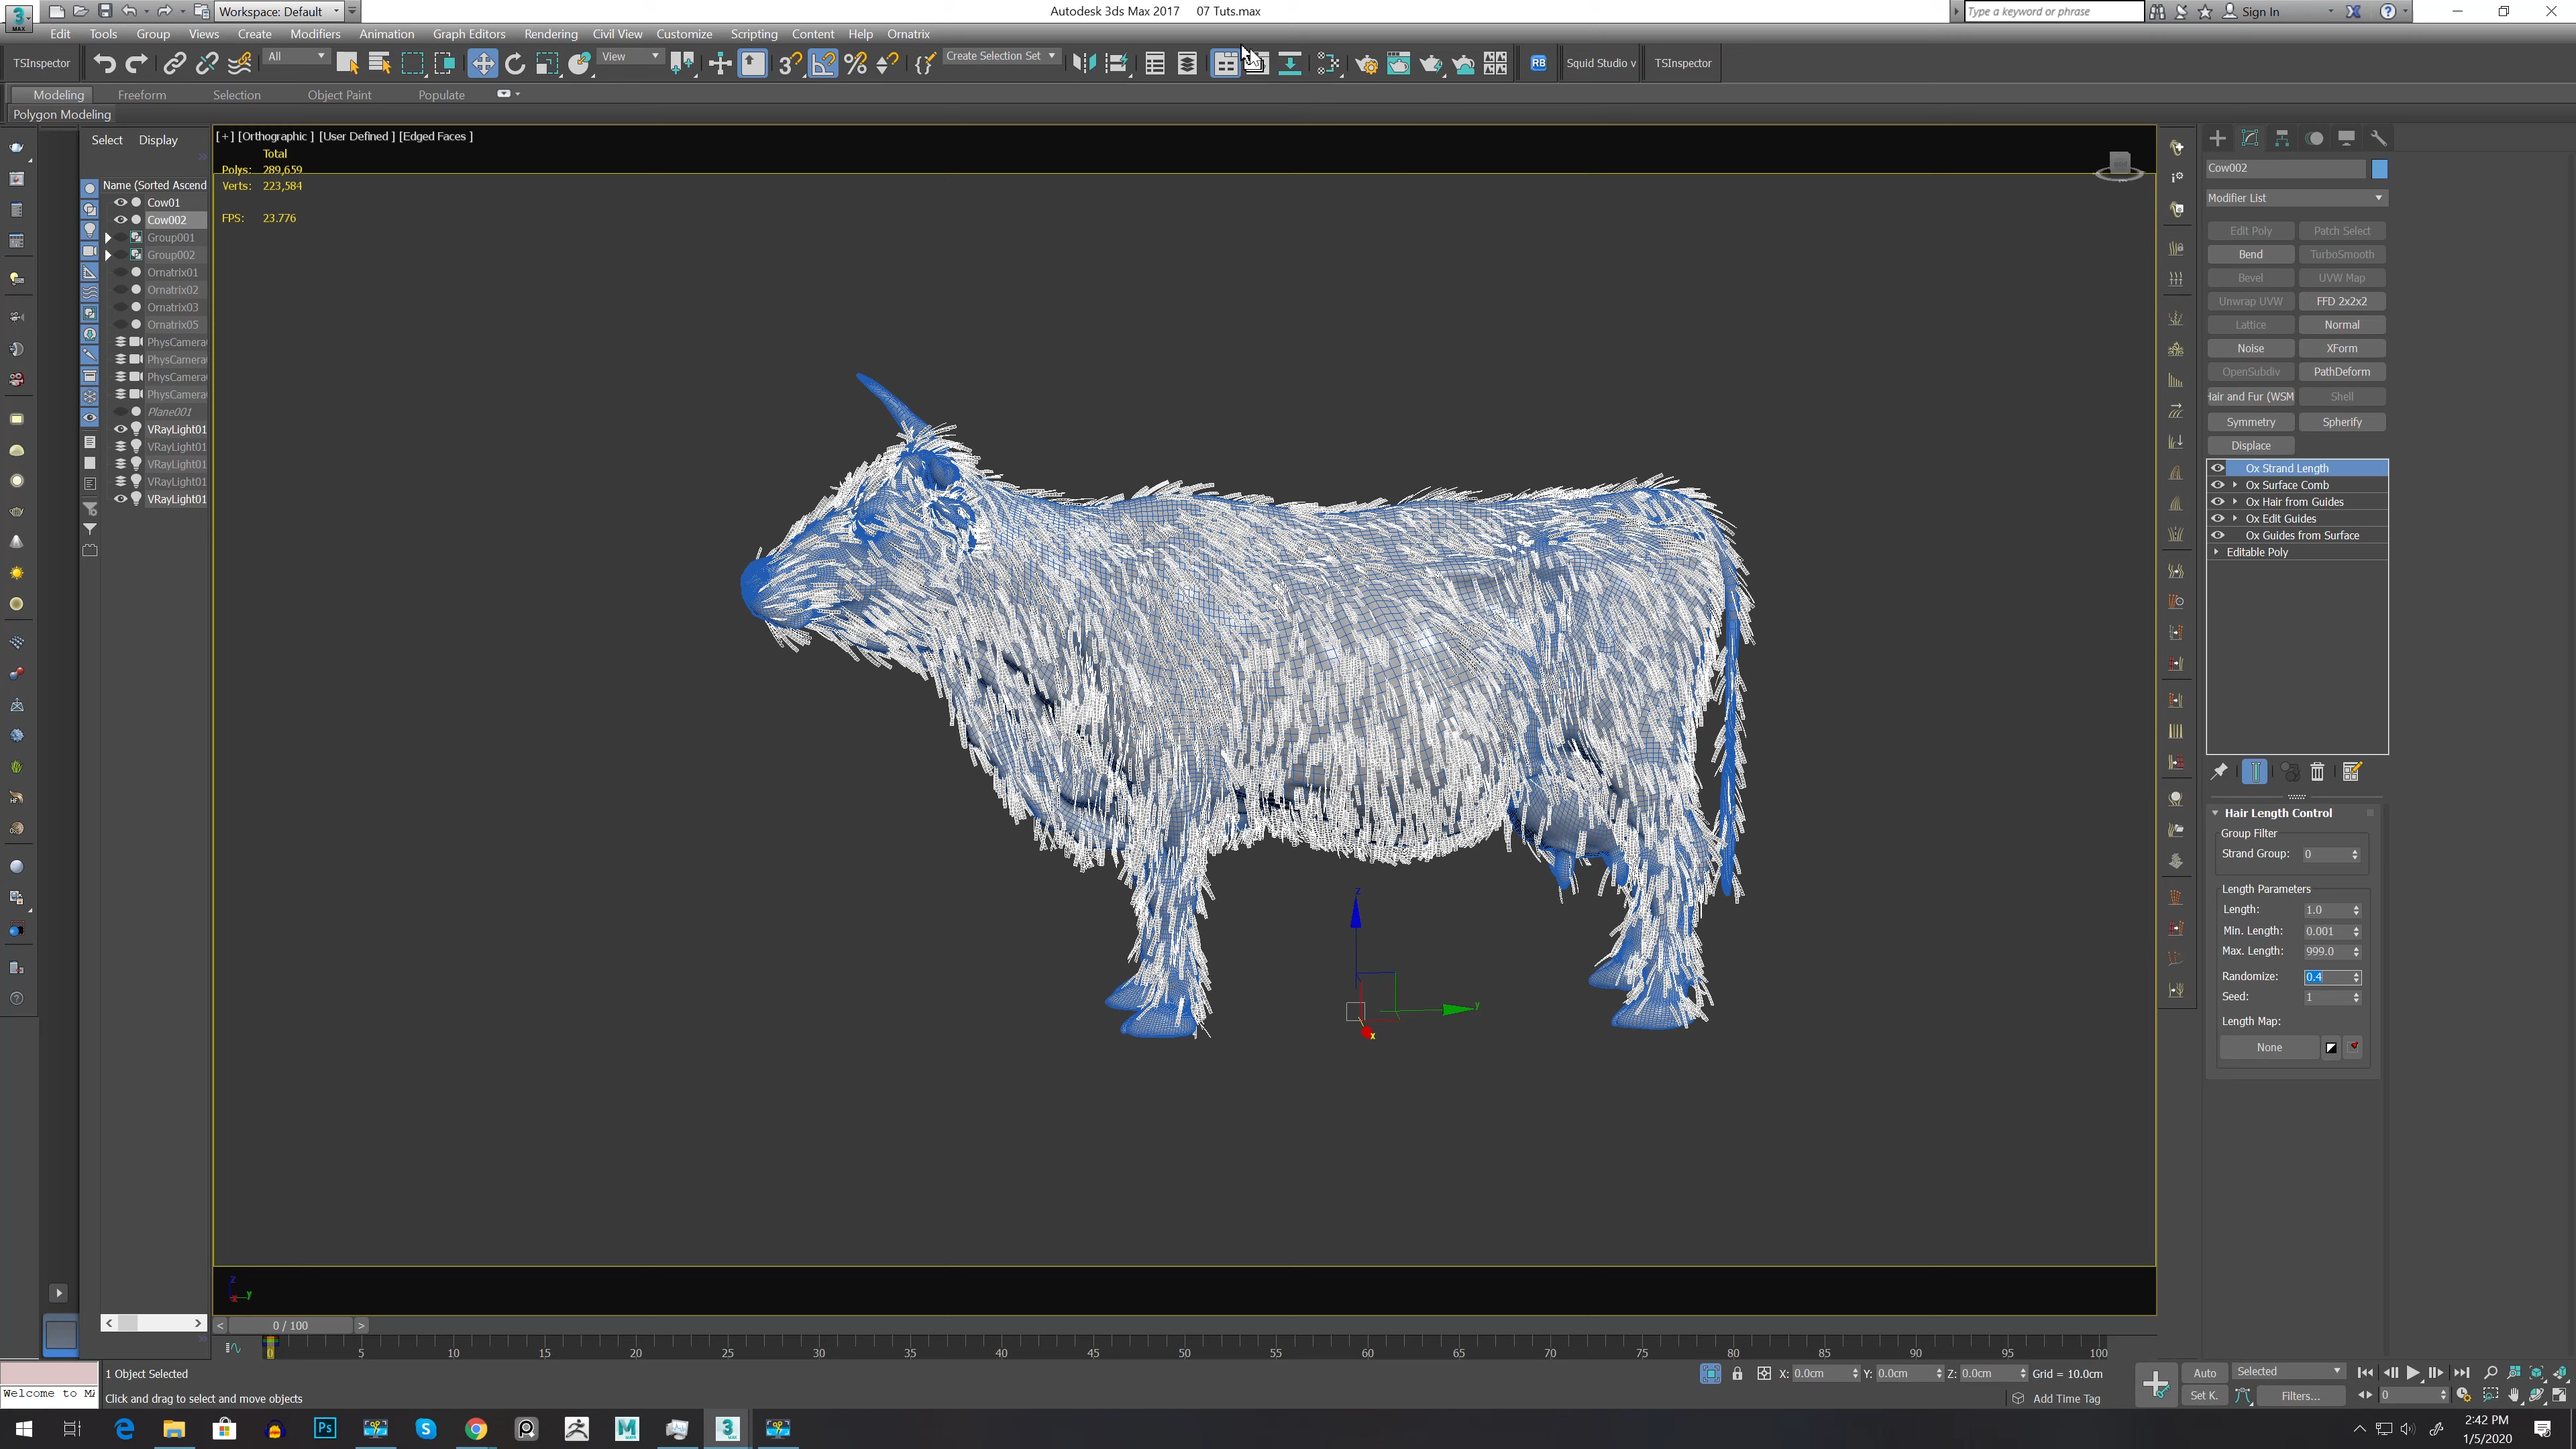 Workspace: Default
Autodesk 3ds Max 2017 07 Tuts.max
Type a keyword or phrase
Sign In
MAX
Edit Tools Group Views Create Modifiers Animation Graph Editors Rendering Civil View Customize Scripting Content Help Ornatrix
TSInspector
All
View
Create Selection Set
RB
Squid Studio v
TSInspector
Modeling Freeform Selection Object Paint Populate
Polygon Modeling
Select Display
Name (Sorted Ascend
Cow01
Cow002
Group001
Group002
Ornatrix01
Ornatrix02
Ornatrix03
Ornatrix05
PhysCamera
PhysCamera
PhysCamera
PhysCamera
Plane001
VRayLight01
VRayLight01
VRayLight01
VRayLight01
VRayLight01
[+] [Orthographic ] [User Defined ] [Edged Faces ]
Total
Polys: 289,659
Verts: 223,584
FPS: 23.776
z
y
x
z
y
Cow002
Modifier List
Edit Poly Patch Select
Bend TurboSmooth
Bevel UVW Map
Unwrap UVW FFD 2x2x2
Lattice Normal
Noise XForm
OpenSubdiv PathDeform
Hair and Fur (WSM Shell
Symmetry Spherify
Displace
Ox Strand Length
Ox Surface Comb
Ox Hair from Guides
Ox Edit Guides
Ox Guides from Surface
Editable Poly
Hair Length Control
Group Filter
Strand Group: 0
Length Parameters
Length: 1.0
Min. Length: 0.001
Max. Length: 999.0
Randomize: 0.4
Seed: 1
Length Map:
None
0 / 100
0 5 10 15 20 25 30 35 40 45 50 55 60 65 70 75 80 85 90 95 100
1 Object Selected
Welcome to MA
Click and drag to select and move objects
X: 0.0cm Y: 0.0cm Z: 0.0cm Grid = 10.0cm
Add Time Tag
Auto Selected
Set K. Filters...
0
2:42 PM
1/5/2020